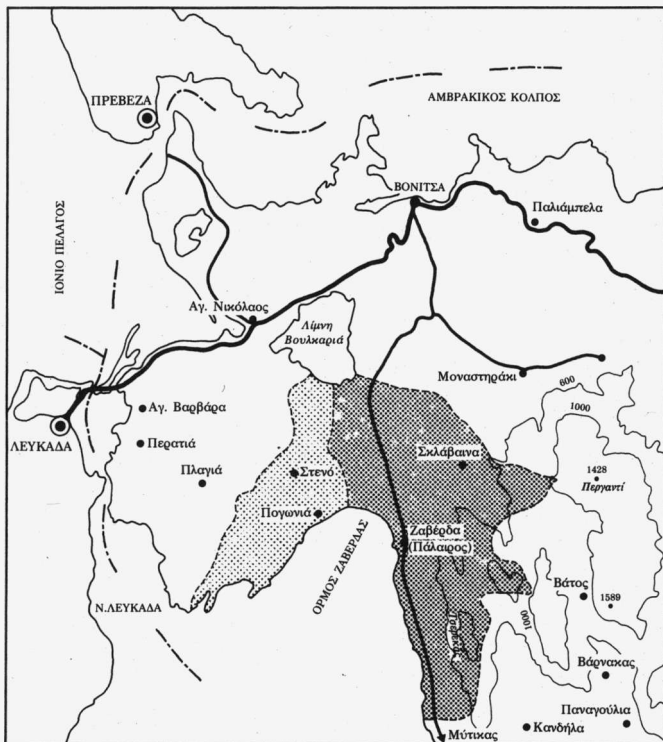 ΠΡΕΒΕΖΑ
ΑΜΒΡΑΚΙΚΟΣ ΚΟΛΠΟΣ
ΒΟΝΙΤΣΑ
Παλιάμπελα
ΙΟΝΙΟ ΠΕΛΑΓΟΣ
Αγ. Νικόλαος
Λίμνη
Βουλκαριά
Μοναστηράκι
600
1000
Αγ. Βαρβάρα
ΛΕΥΚΑΔΑ
Περατιά
Πλαγιά
Στενό
Σκλάβαινα
1428
Περγαντί
Πογωνιά
Ζαβέρδα
(Πάλαιρος)
ΟΡΜΟΣ ΖΑΒΕΡΔΑΣ
Ν.ΛΕΥΚΑΔΑ
Βάτος
1589
1000
Βάρνακας
Παναγούλια
Κανδήλα
Μύτικας